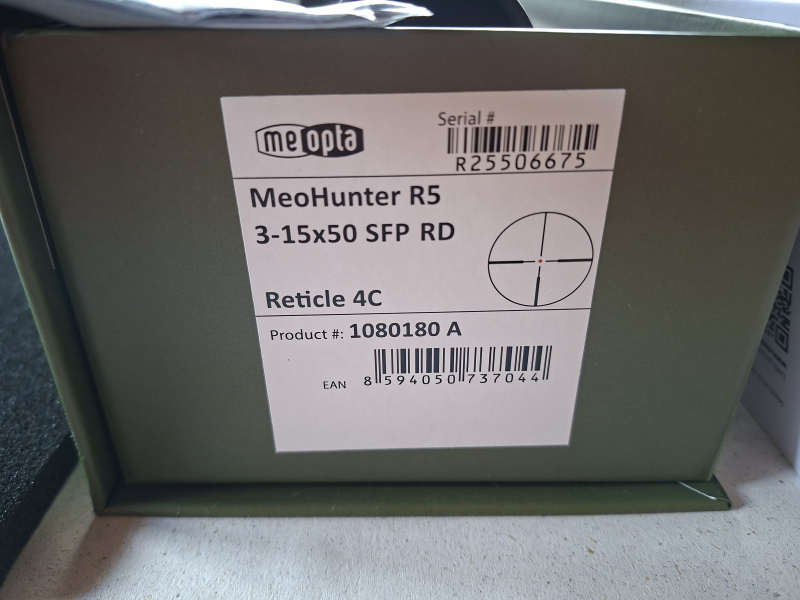 meopta
Serial #
R25506675
MeoHunter R5
3-15x50 SFP RD
Reticle 4C
Product #: 1080180 A
EAN 8 594050 737044